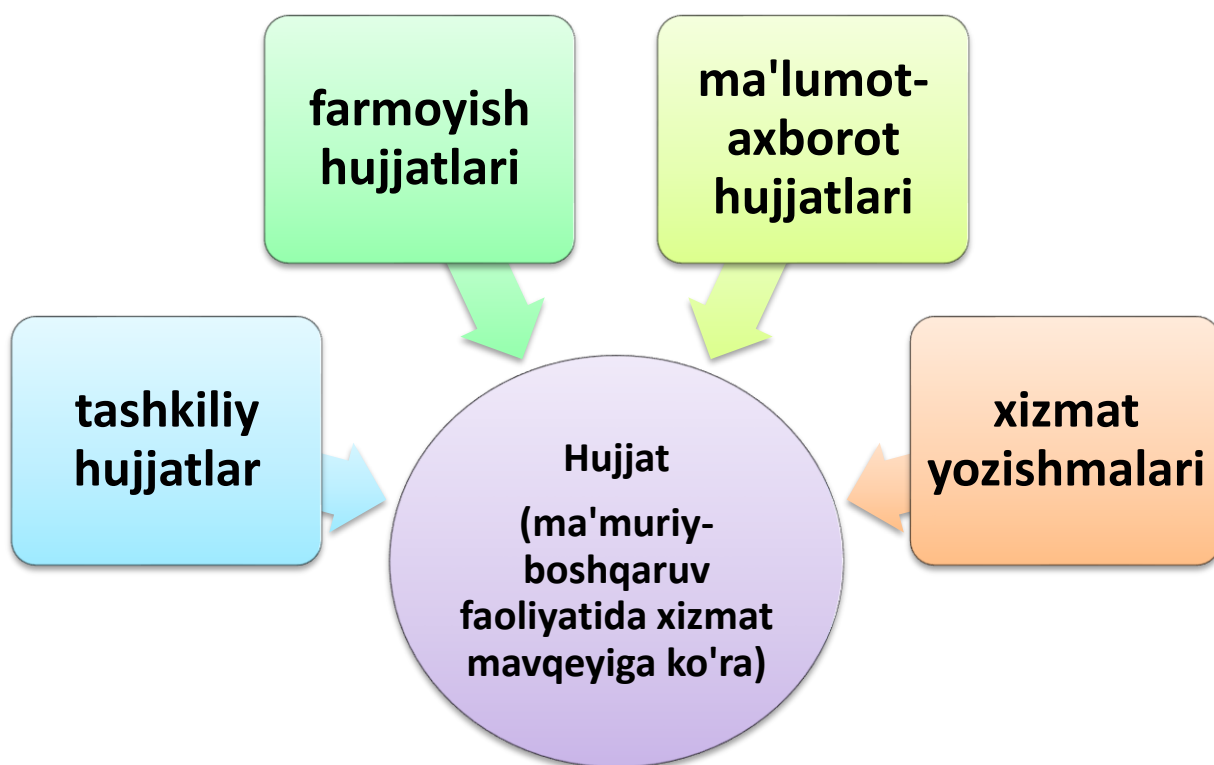 farmoyish
hujjatlari
ma'lumot-
axborot
hujjatlari
tashkiliy
hujjatlar
xizmat
yozishmalari
Hujjat
(ma'muriy-
boshqaruv
faoliyatida xizmat
mavqeyiga ko'ra)